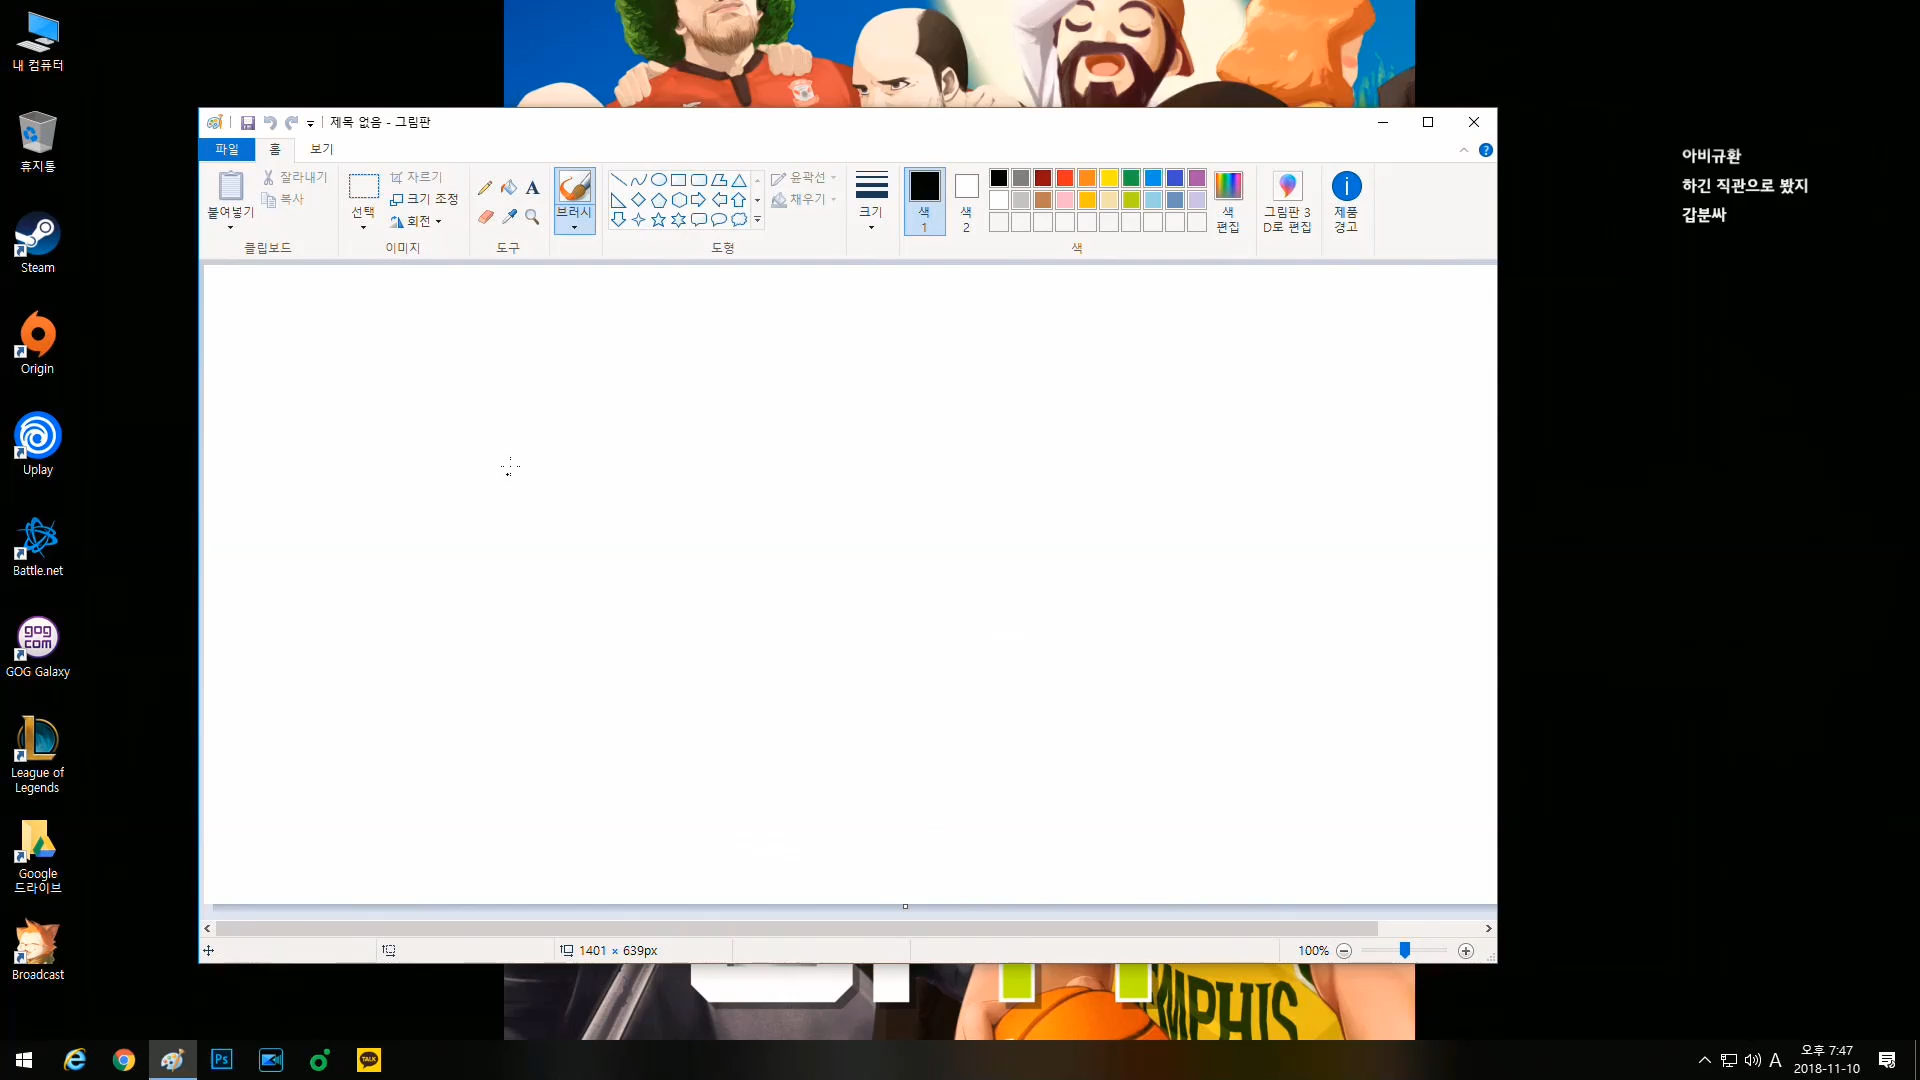 내 컴퓨터
휴지통
Steam
Origin
Uplay
Battle.net
GOG
COM
GOG Galaxy
League of
Legends
Google
드라이브
Broadcast
제목 없음 - 그림판
파일 홈 보기
붙여넣기
잘라내기
복사
클립보드
선택
자르기
크기 조정
회전
이미지
A
도구
브러시
도형
윤곽선
채우기
크기
색
1
색
2
색
편집
색
그림판 3
D로 편집
제품
경고
아비규환
하긴 직관으로 봤지
갑분싸
1401 × 639px
100%
MPHIS
Ps
TALK
A
오후 7:47
2018-11-10